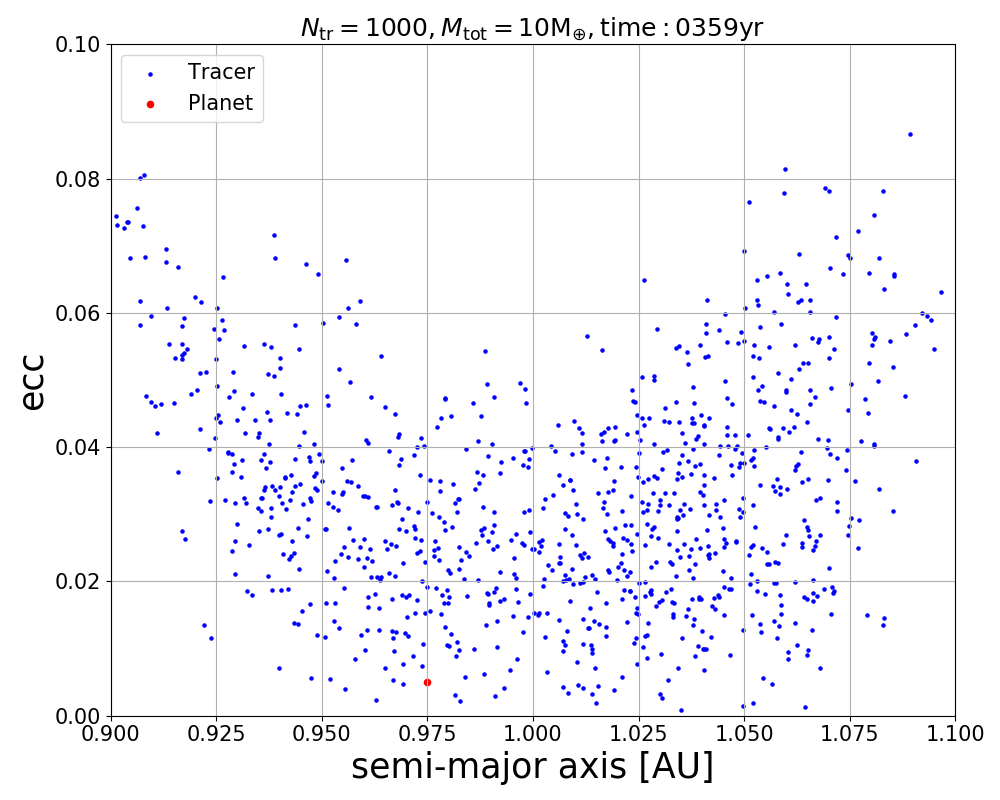 N_tr = 1000, M_tot = 10M_⊕, time : 0359yr
0.10
0.08
0.06
0.04
0.02
0.00
ecc
Tracer
Planet
0.900 0.925 0.950 0.975 1.000 1.025 1.050 1.075 1.100
semi-major axis [AU]